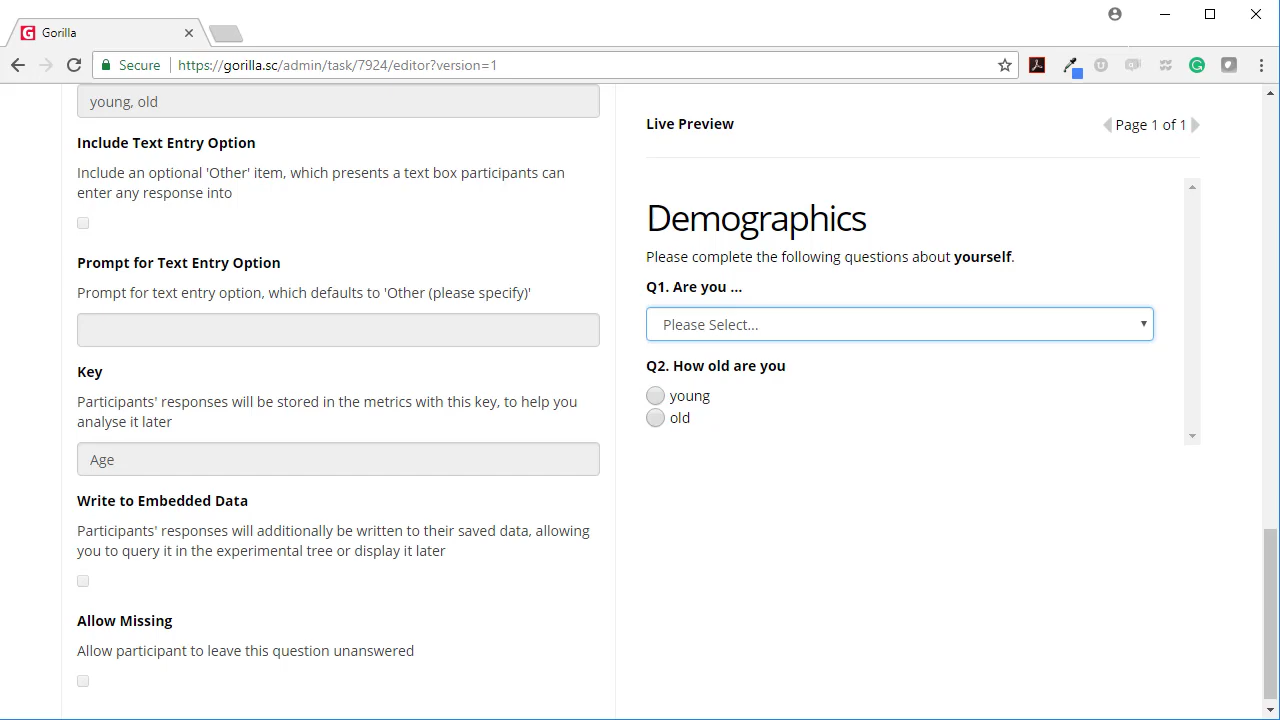 Gorilla
Secure
https://gorilla.sc/admin/task/7924/editor?version=1
young, old
Include Text Entry Option
Include an optional 'Other' item, which presents a text box participants can
enter any response into
Prompt for Text Entry Option
Prompt for text entry option, which defaults to 'Other (please specify)'
Key
Participants' responses will be stored in the metrics with this key, to help you
analyse it later
Age
Write to Embedded Data
Participants' responses will additionally be written to their saved data, allowing
you to query it in the experimental tree or display it later
Allow Missing
Allow participant to leave this question unanswered
Live Preview
Page 1 of 1
Demographics
Please complete the following questions about yourself.
Q1. Are you ...
Please Select...
Q2. How old are you
young
old